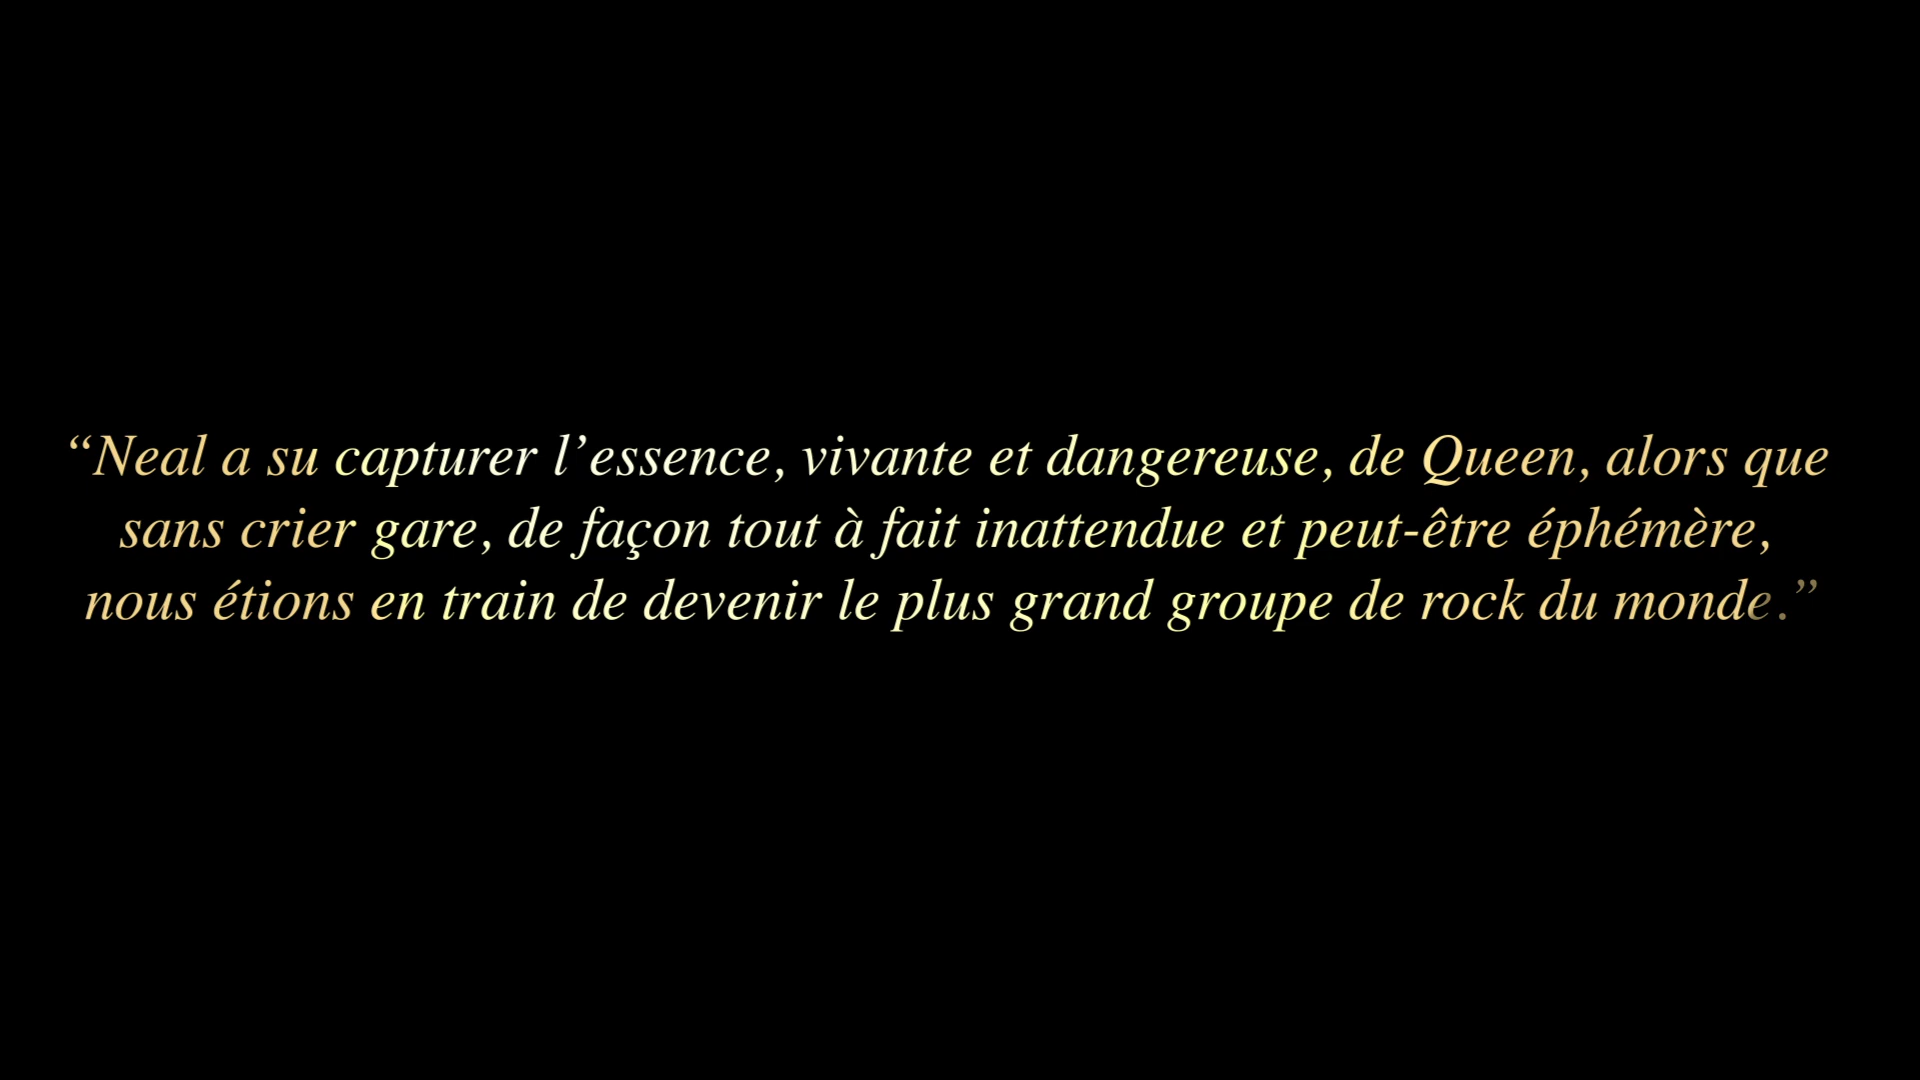 “Neal a su capturer l’essence, vivante et dangereuse, de Queen, alors que
sans crier gare, de façon tout à fait inattendue et peut-être éphémère,
nous étions en train de devenir le plus grand groupe de rock du monde.”